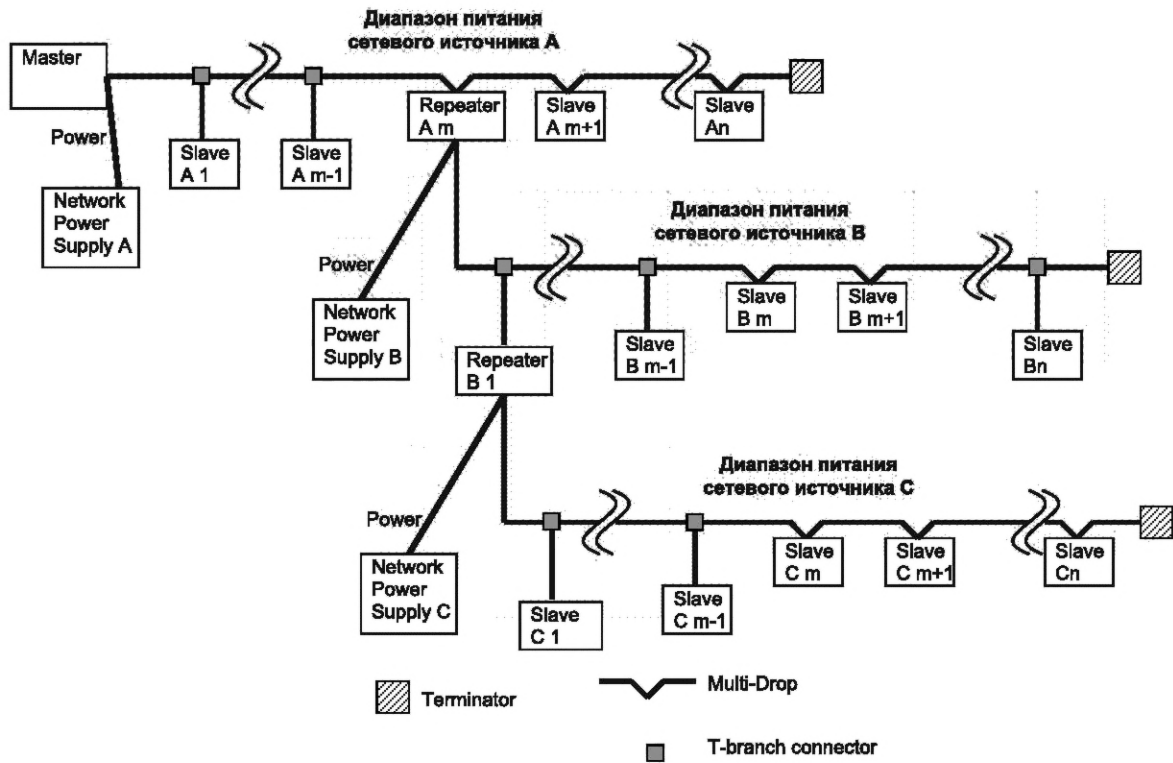 Диапазон питания
сетевого источника A
Master
Power
Network
Power
Supply A
Slave
A 1
Slave
A m-1
Repeater
A m
Slave
A m+1
Slave
An
Диапазон питания
сетевого источника B
Power
Network
Power
Supply B
Repeater
B 1
Slave
B m-1
Slave
B m
Slave
B m+1
Slave
Bn
Диапазон питания
сетевого источника C
Power
Network
Power
Supply C
Slave
C 1
Slave
C m-1
Slave
C m
Slave
C m+1
Slave
Cn
Terminator
Multi-Drop
T-branch connector